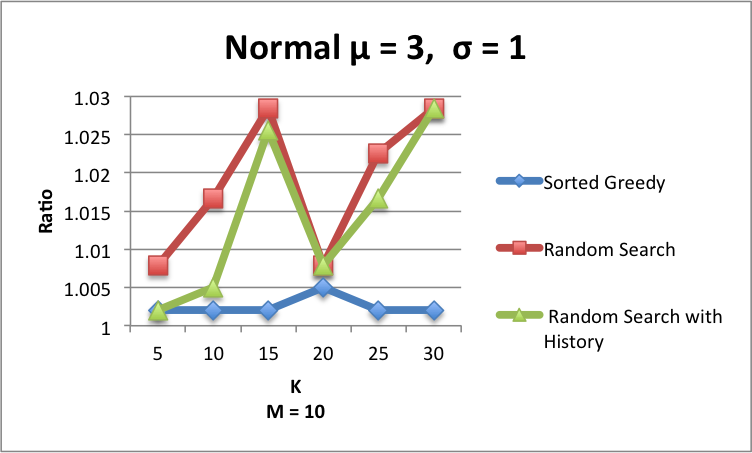 Normal μ = 3,  σ = 1
1.03
1.025
1.02
1.015
1.01
1.005
1
Ratio
5 10 15 20 25 30
K
M = 10
Sorted Greedy
Random Search
Random Search with
History